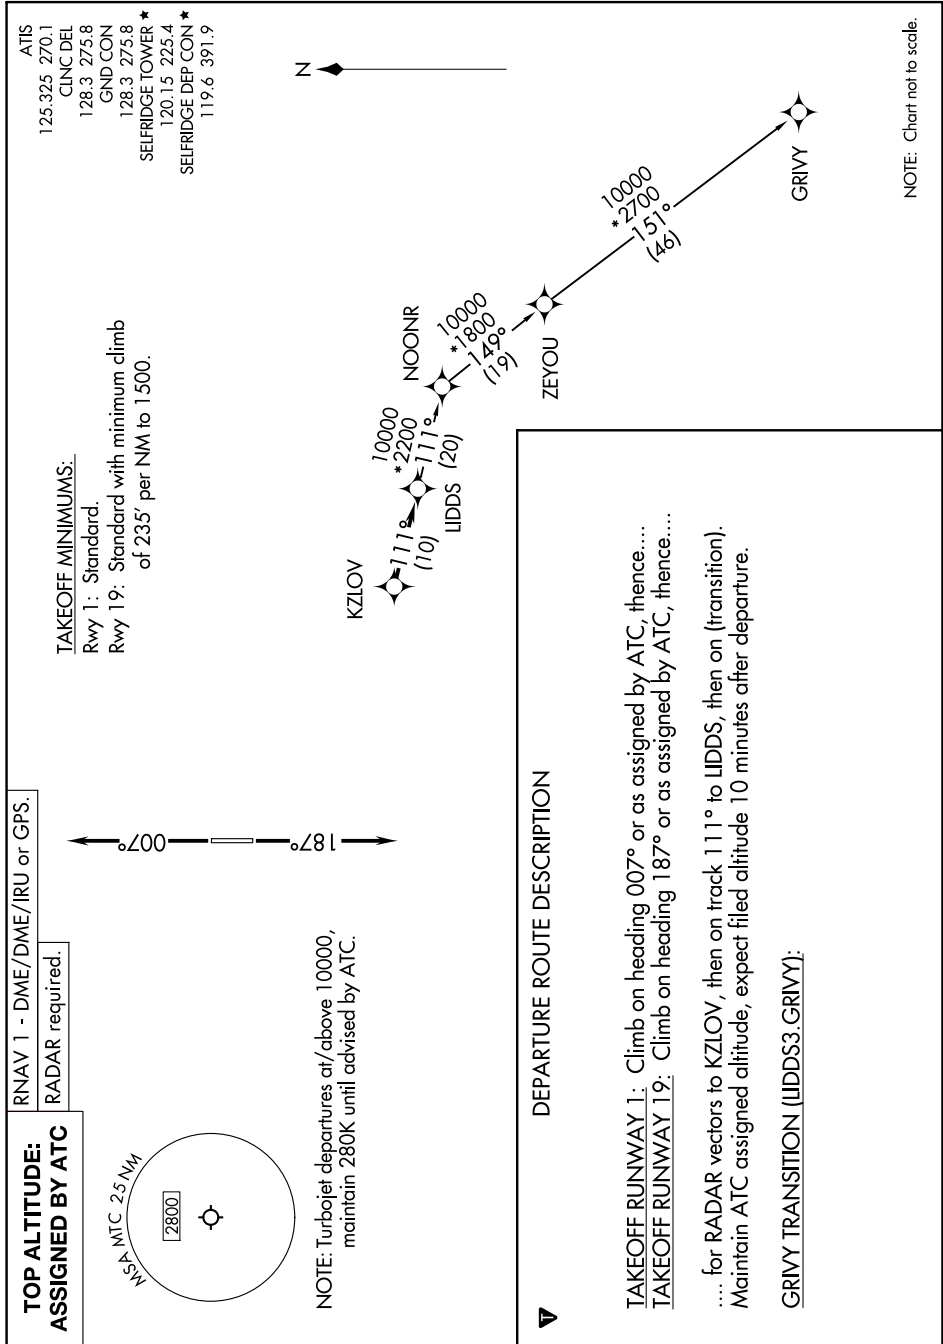 TOP ALTITUDE:
ASSIGNED BY ATC
RNAV 1 - DME/DME/IRU or GPS.
RADAR required.
ATIS
125.325 270.1
CLNC DEL
128.3 275.8
GND CON
128.3 275.8
SELFRIDGE TOWER ★
120.15 225.4
SELFRIDGE DEP CON ★
119.6 391.9
MSA MTC 25 NM
2800
007°
187°
TAKEOFF MINIMUMS:
Rwy 1: Standard.
Rwy 19: Standard with minimum climb
of 235' per NM to 1500.
N
NOTE: Turbojet departures at/above 10000,
maintain 280K until advised by ATC.
KZLOV
111°
(10)
LIDDS
10000
*2200
111°
(20)
NOONR
10000
*1800
149°
(19)
ZEYOU
10000
*2700
151°
(46)
GRIVY
NOTE: Chart not to scale.
T
DEPARTURE ROUTE DESCRIPTION
TAKEOFF RUNWAY 1: Climb on heading 007° or as assigned by ATC, thence....
TAKEOFF RUNWAY 19: Climb on heading 187° or as assigned by ATC, thence....
.... for RADAR vectors to KZLOV, then on track 111° to LIDDS, then on (transition).
Maintain ATC assigned altitude, expect filed altitude 10 minutes after departure.
GRIVY TRANSITION (LIDDS3.GRIVY):